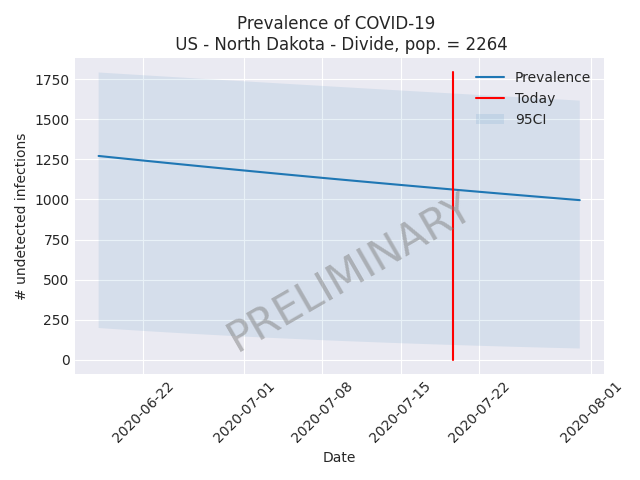 Prevalence of COVID-19
US - North Dakota - Divide, pop. = 2264
Prevalence
Today
95CI
1750
1500
1250
1000
750
500
250
0
# undetected infections
PRELIMINARY
2020-06-22
2020-07-01
2020-07-08
2020-07-15
2020-07-22
2020-08-01
Date